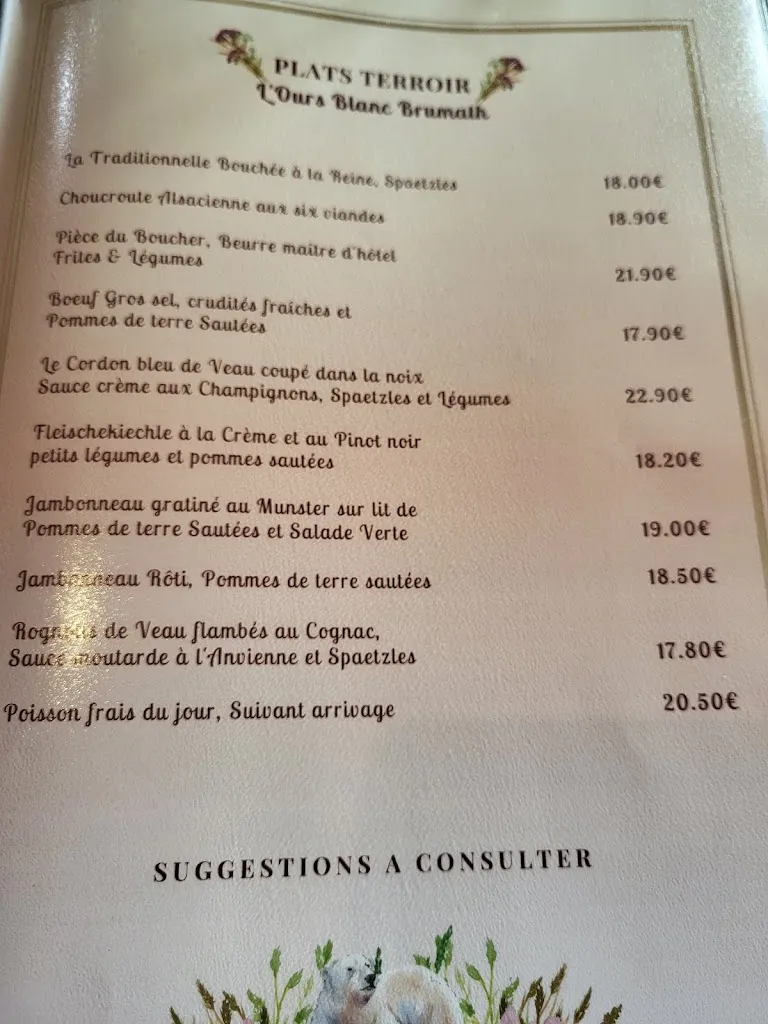 PLATS TERROIR
L'Ours Blanc Brumath
La Traditionnelle Bouchée à la Reine, Spaetzles
18.00€
Choucroute Alsacienne aux six viandes
18.90€
Pièce du Boucher, Beurre maître d'hôtel
Frites & Légumes
21.90€
Boeuf Gros sel, crudités fraîches et
Pommes de terre Sautées
17.90€
Le Cordon bleu de Veau coupé dans la noix
Sauce crème aux Champignons, Spaetzles et Légumes
22.90€
Fleischekiechle à la Crème et au Pinot noir
petits légumes et pommes sautées
18.20€
Jambonneau gratiné au Munster sur lit de
Pommes de terre Sautées et Salade Verte
19.00€
Jambonneau Rôti, Pommes de terre sautées
18.50€
Rognons de Veau flambés au Cognac,
Sauce moutarde à l'Anvienne et Spaetzles
17.80€
Poisson frais du jour, Suivant arrivage
20.50€
SUGGESTIONS A CONSULTER